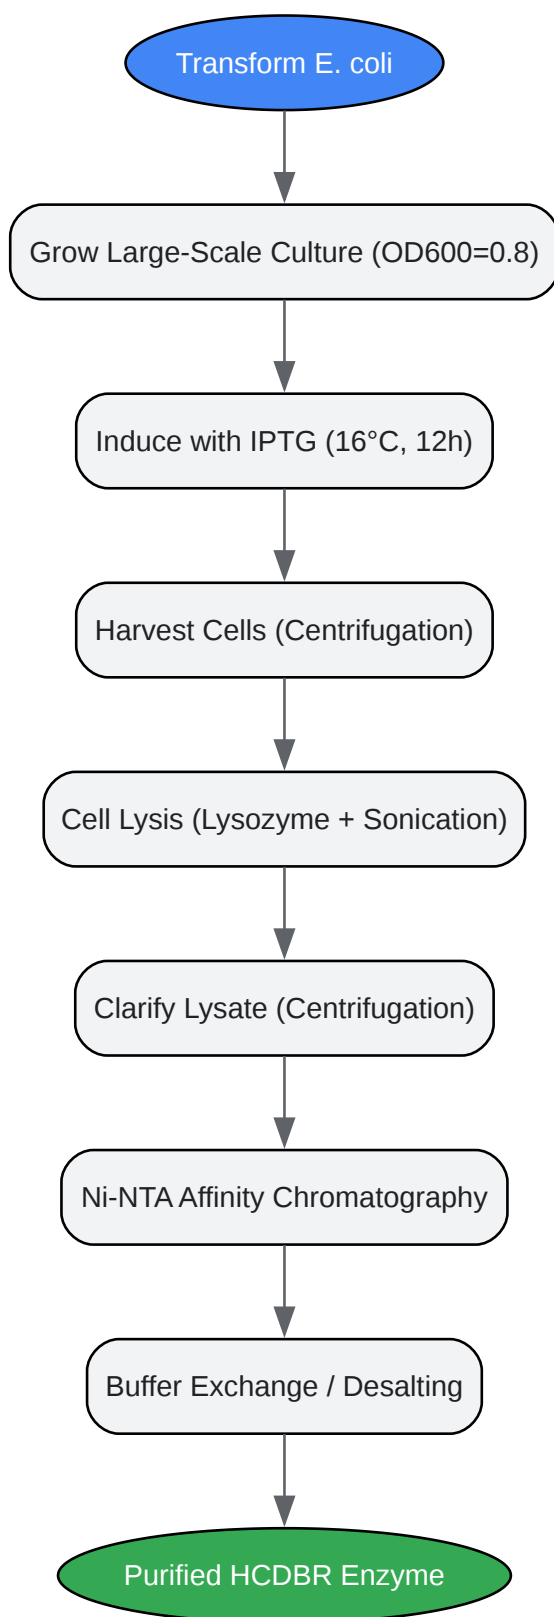 Transform E. coli
Grow Large-Scale Culture (OD600=0.8)
Induce with IPTG (16°C, 12h)
Harvest Cells (Centrifugation)
Cell Lysis (Lysozyme + Sonication)
Clarify Lysate (Centrifugation)
Ni-NTA Affinity Chromatography
Buffer Exchange / Desalting
Purified HCDBR Enzyme